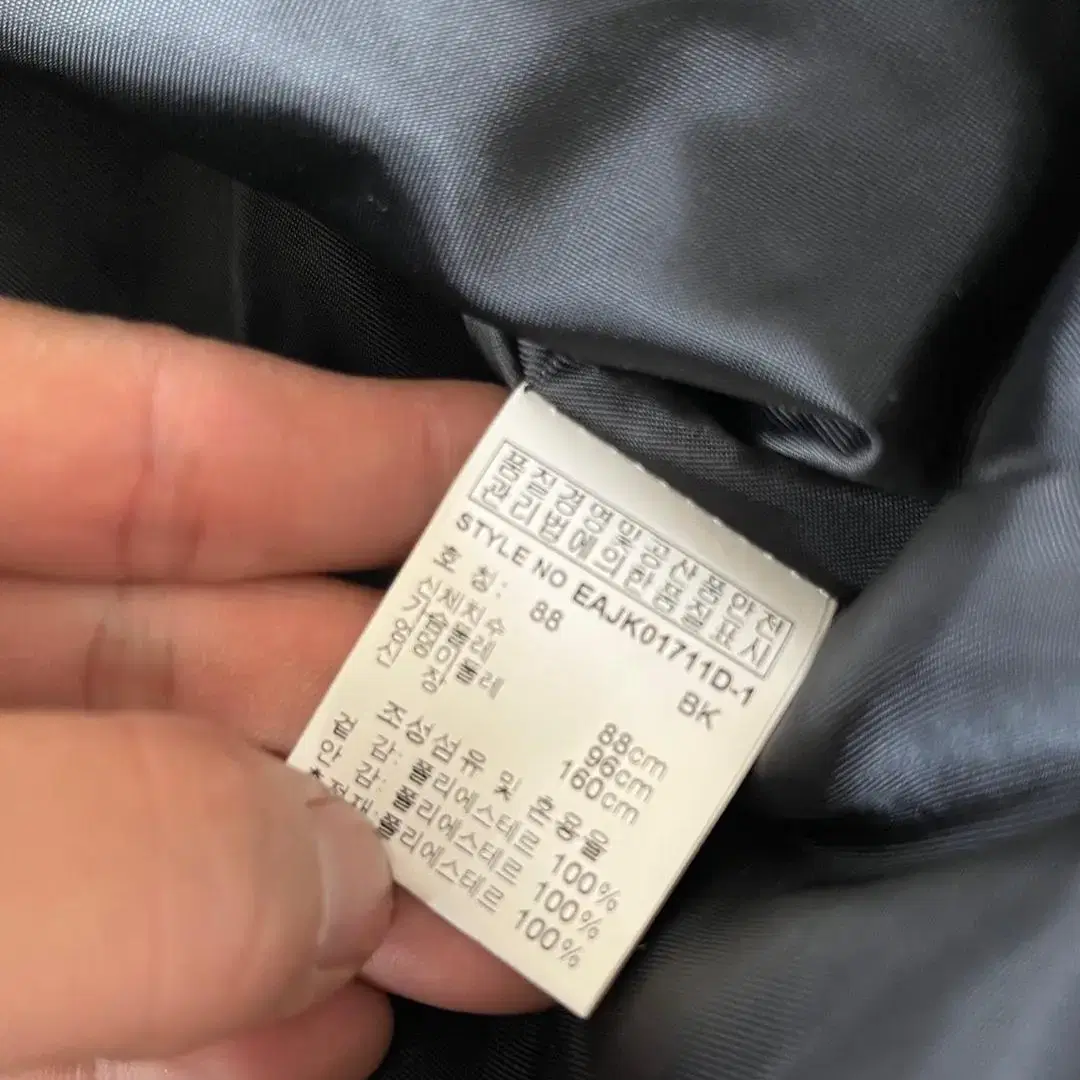 품질경영및공산품안전
관리법에의한품질표시
STYLE NO EAJK01711D-1
호 칭: 88 BK
신체치수
가슴둘레 88cm
엉덩이둘레 96cm
신 장 160cm
조성섬유 및 혼용율
겉 감: 폴리에스테르 100%
안 감: 폴리에스테르 100%
충전재:폴리에스테르 100%